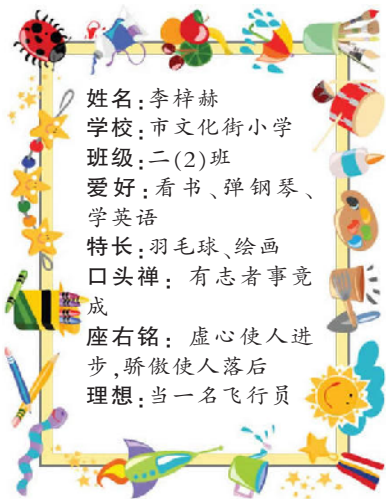 姓名:李梓赫
学校:市文化街小学
班级:二(2)班
爱好:看书、弹钢琴、
学英语
特长:羽毛球、绘画
口头禅：有志者事竟
成
座右铭：虚心使人进
步,骄傲使人落后
理想:当一名飞行员